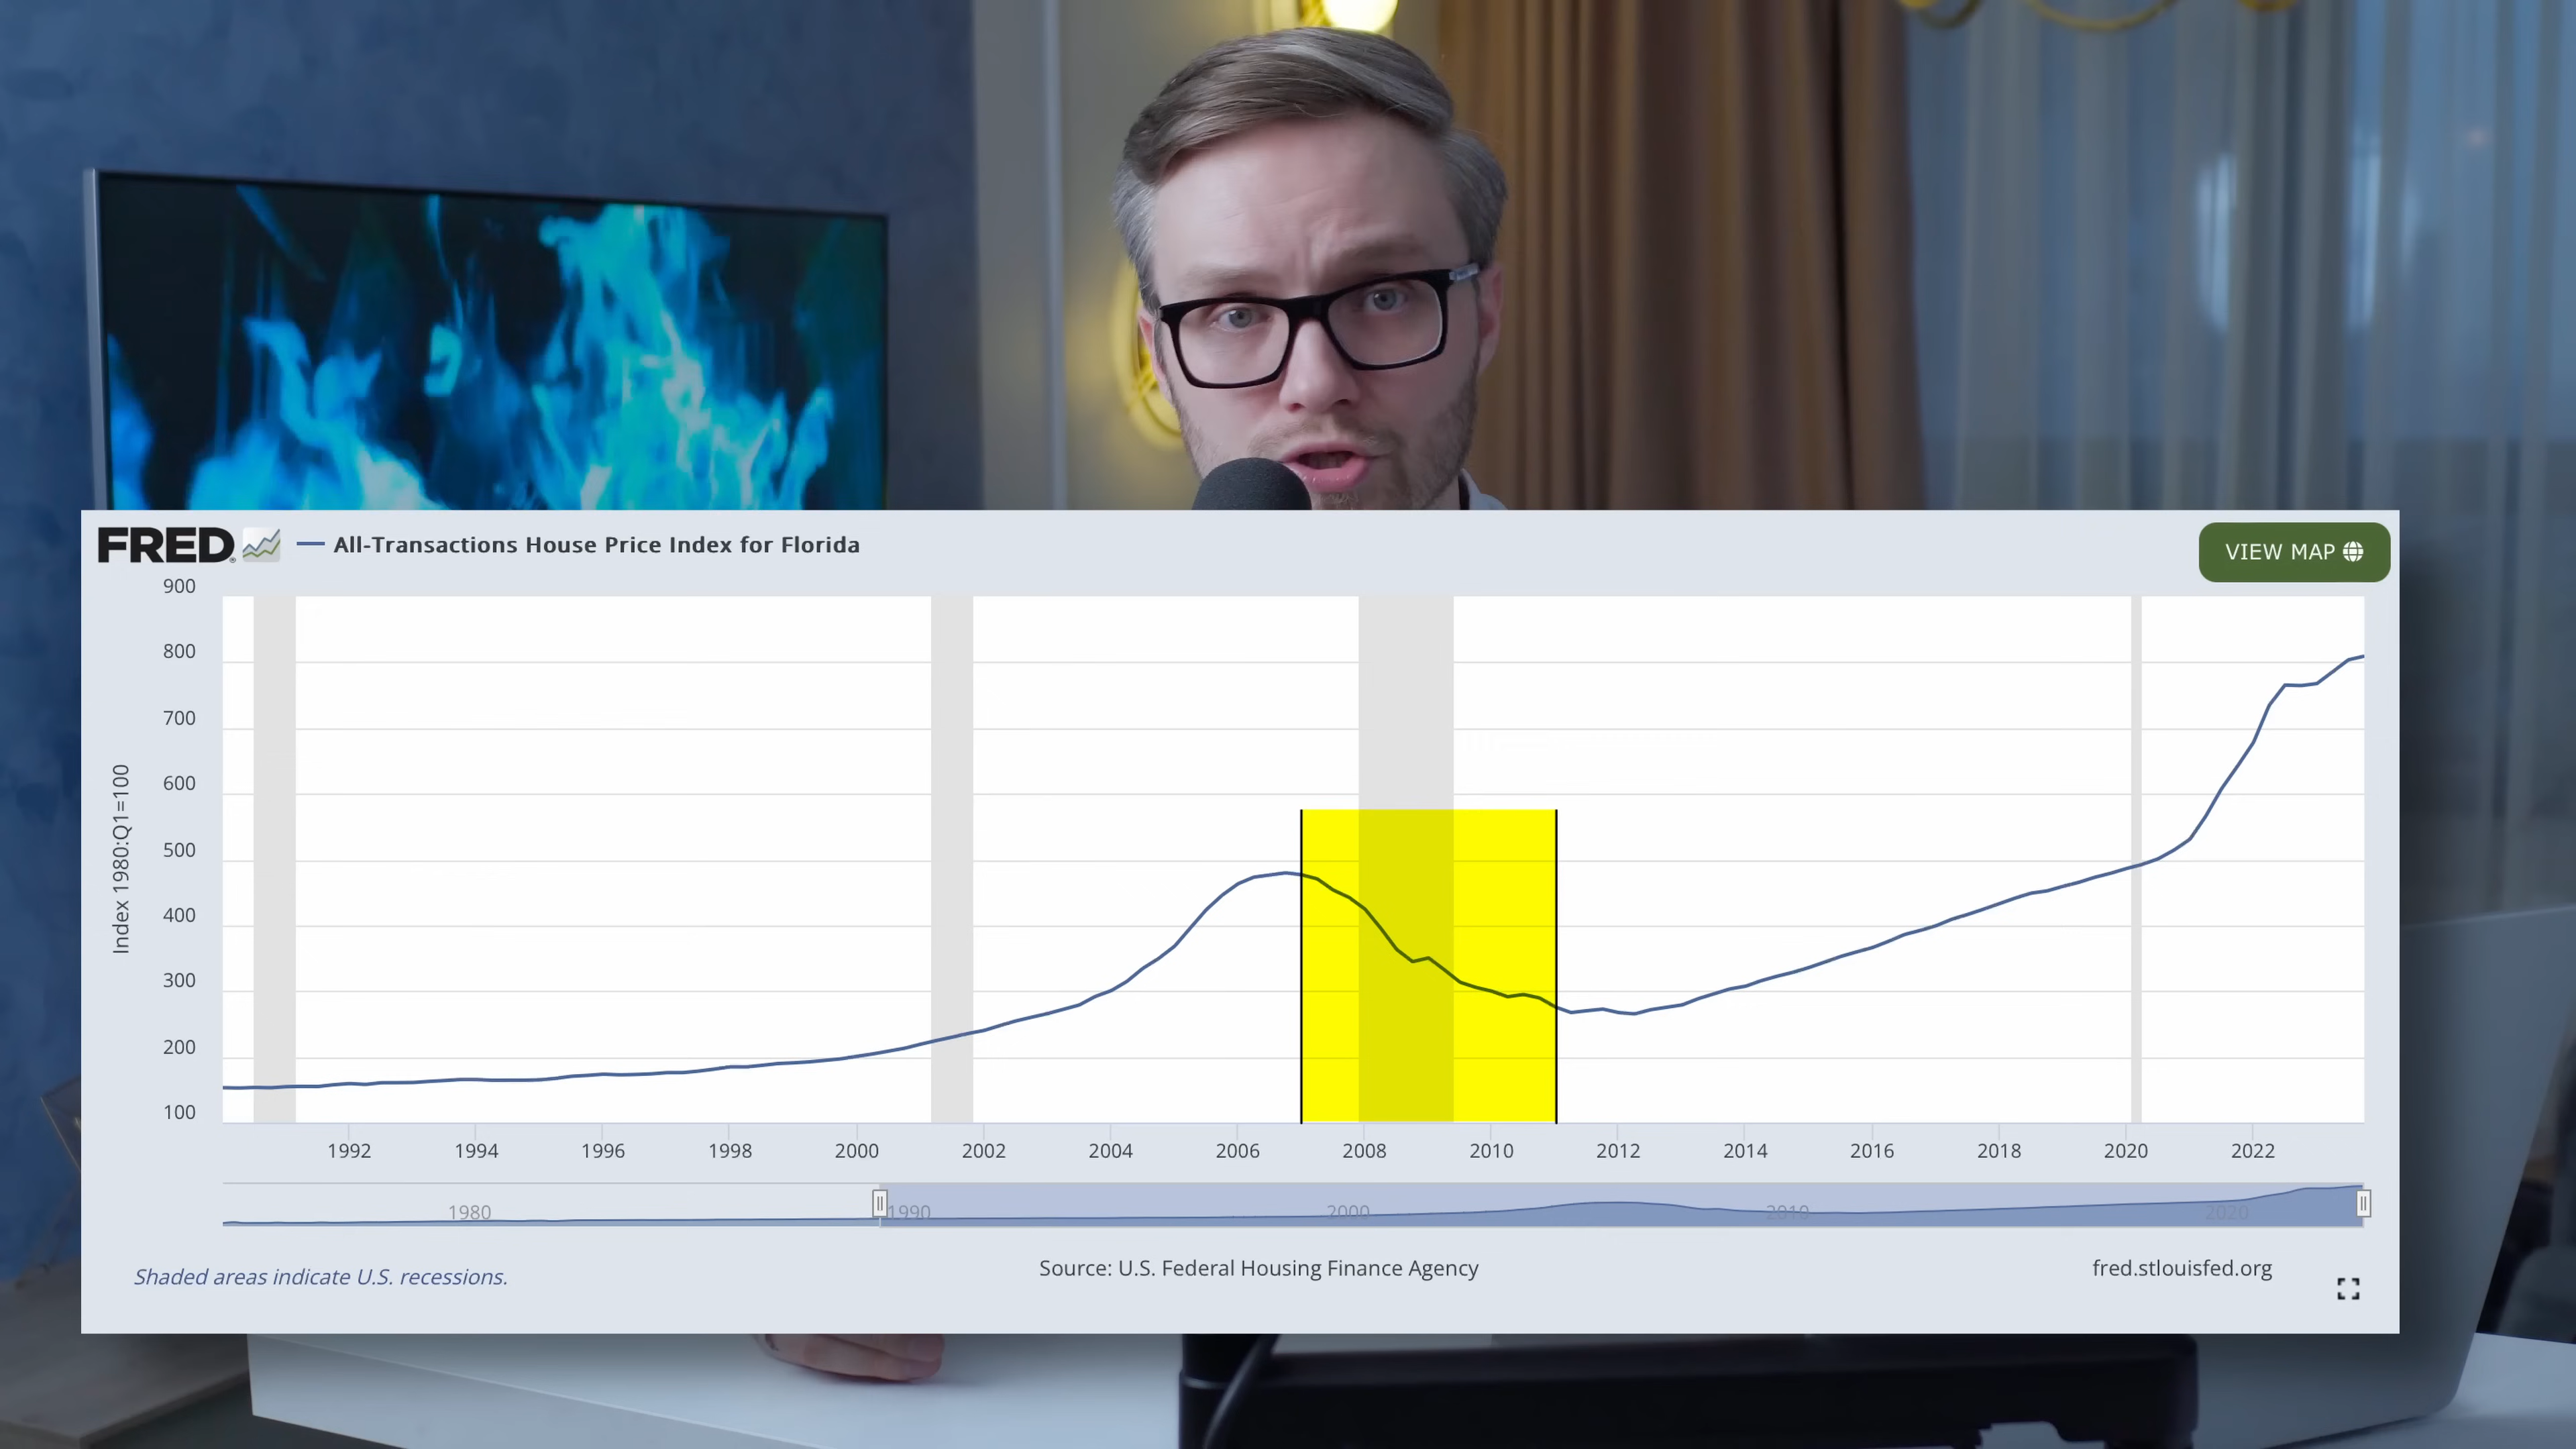 FRED — All-Transactions House Price Index for Florida
VIEW MAP
900
800
700
600
500
400
300
200
100
Index 1980:Q1=100
1992 1994 1996 1998 2000 2002 2004 2006 2008 2010 2012 2014 2016 2018 2020 2022
1980 1990 2000 2010 2020
Shaded areas indicate U.S. recessions.
Source: U.S. Federal Housing Finance Agency
fred.stlouisfed.org